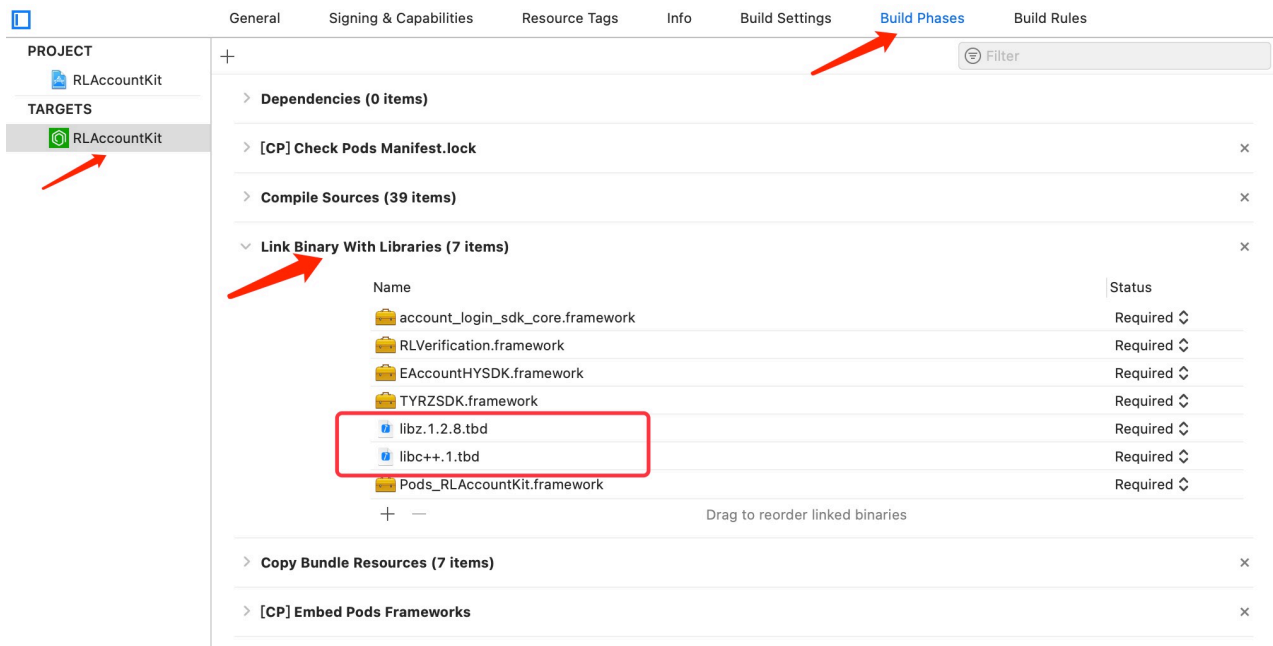 General Signing & Capabilities Resource Tags Info Build Settings Build Phases Build Rules
PROJECT
RLAccountKit
TARGETS
RLAccountKit
Filter
Dependencies (0 items)
[CP] Check Pods Manifest.lock
Compile Sources (39 items)
Link Binary With Libraries (7 items)
Name Status
account_login_sdk_core.framework Required
RLVerification.framework Required
EAccountHYSDK.framework Required
TYRZSDK.framework Required
libz.1.2.8.tbd Required
libc++.1.tbd Required
Pods_RLAccountKit.framework Required
Drag to reorder linked binaries
Copy Bundle Resources (7 items)
[CP] Embed Pods Frameworks